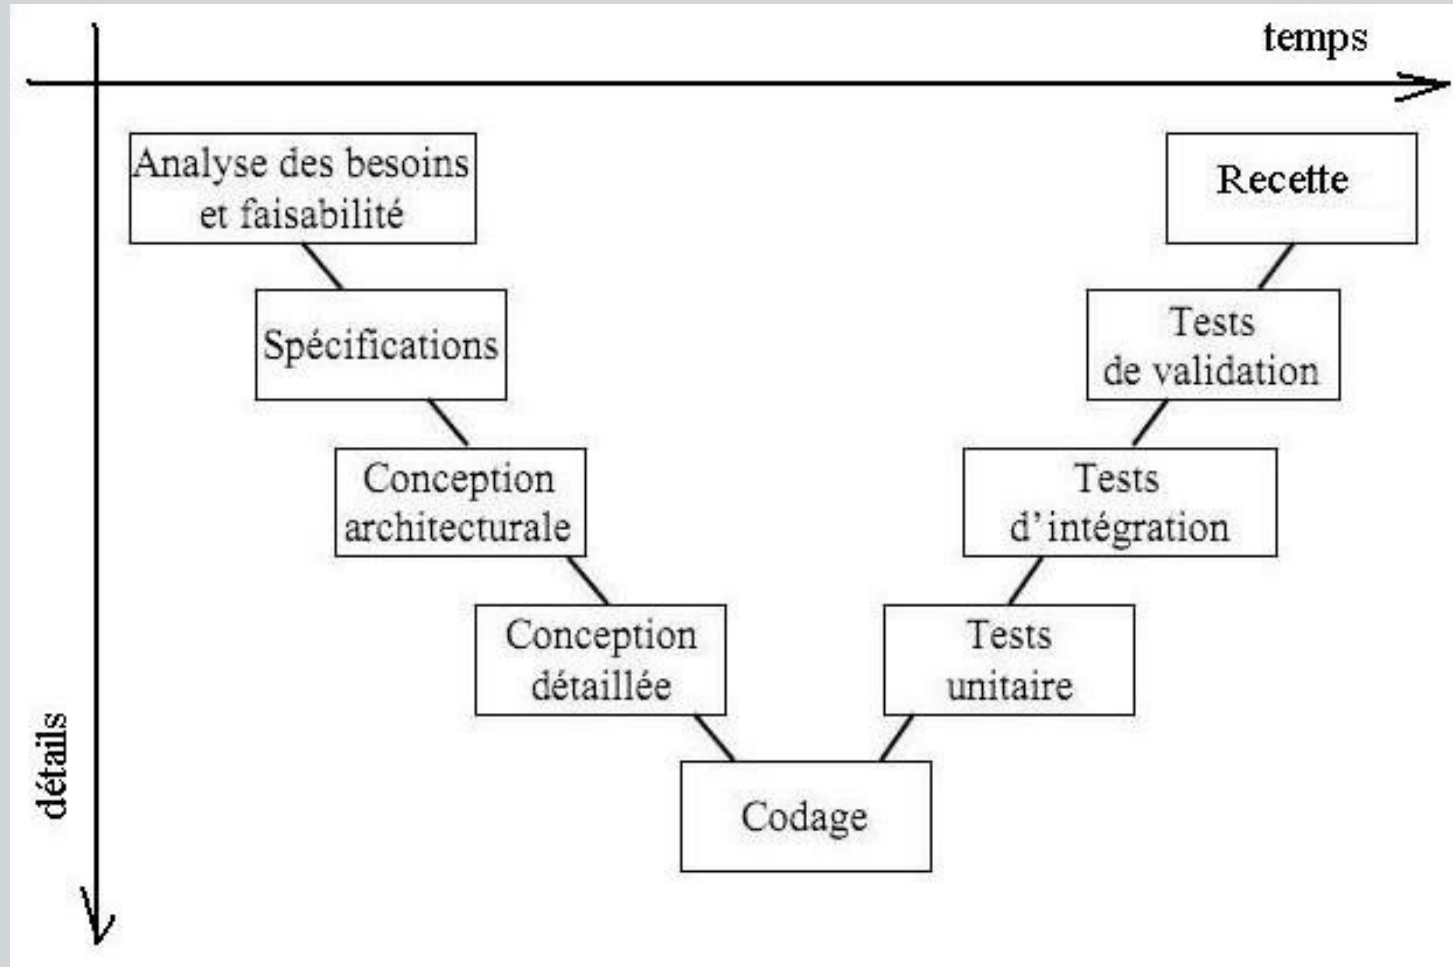 temps
Analyse des besoins
et faisabilité
Recette
Spécifications
Tests
de validation
Conception
architecturale
Tests
d'intégration
Conception
détaillée
Tests
unitaire
détails
Codage